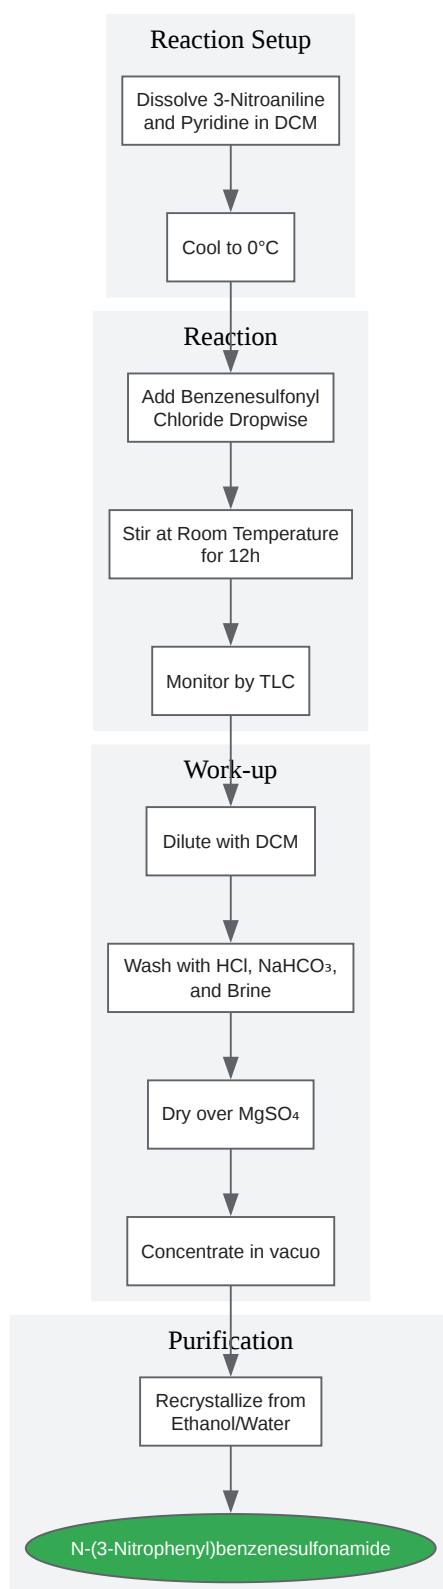 Reaction Setup
Dissolve 3-Nitroaniline
and Pyridine in DCM
Cool to 0°C
Reaction
Add Benzenesulfonyl
Chloride Dropwise
Stir at Room Temperature
for 12h
Monitor by TLC
Work-up
Dilute with DCM
Wash with HCl, NaHCO₃,
and Brine
Dry over MgSO₄
Concentrate in vacuo
Purification
Recrystallize from
Ethanol/Water
N-(3-Nitrophenyl)benzenesulfonamide